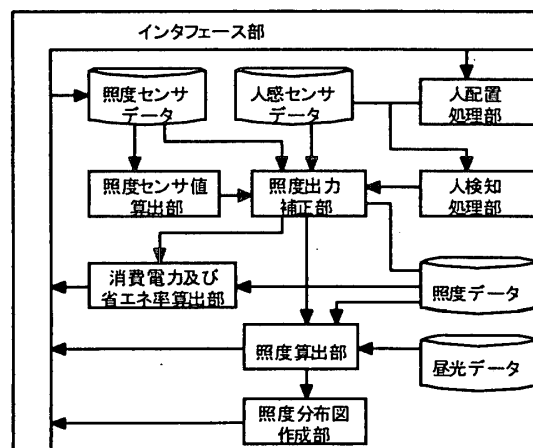 インタフェース部
照度センサ
データ
人感センサ
データ
人配置
処理部
照度センサ値
算出部
照度出力
補正部
人検知
処理部
消費電力及び
省エネ率算出部
照度データ
照度算出部
昼光データ
照度分布図
作成部